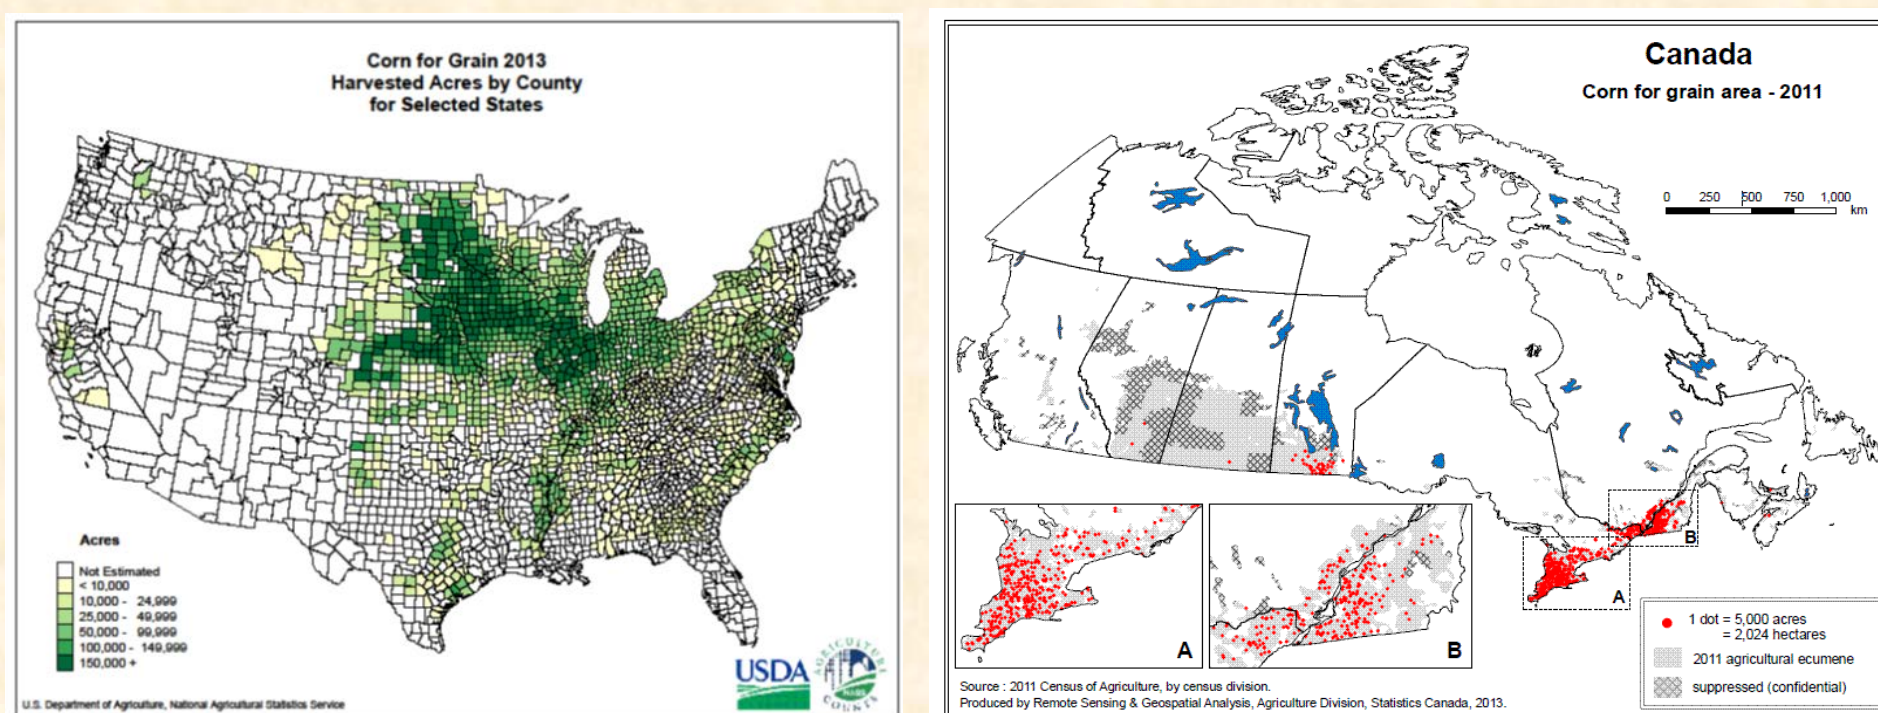 Corn for Grain 2013
Harvested Acres by County
for Selected States
Acres
Not Estimated
< 10,000
10,000 - 24,999
25,000 - 49,999
50,000 - 99,999
100,000 - 149,999
150,000 +
USDA
AGRICULTURE
NASS
COUNTS
U.S. Department of Agriculture, National Agricultural Statistics Service
Canada
Corn for grain area - 2011
0 250 500 750 1,000
km
B
A
A
B
1 dot = 5,000 acres
= 2,024 hectares
2011 agricultural ecumene
suppressed (confidential)
Source : 2011 Census of Agriculture, by census division.
Produced by Remote Sensing & Geospatial Analysis, Agriculture Division, Statistics Canada, 2013.